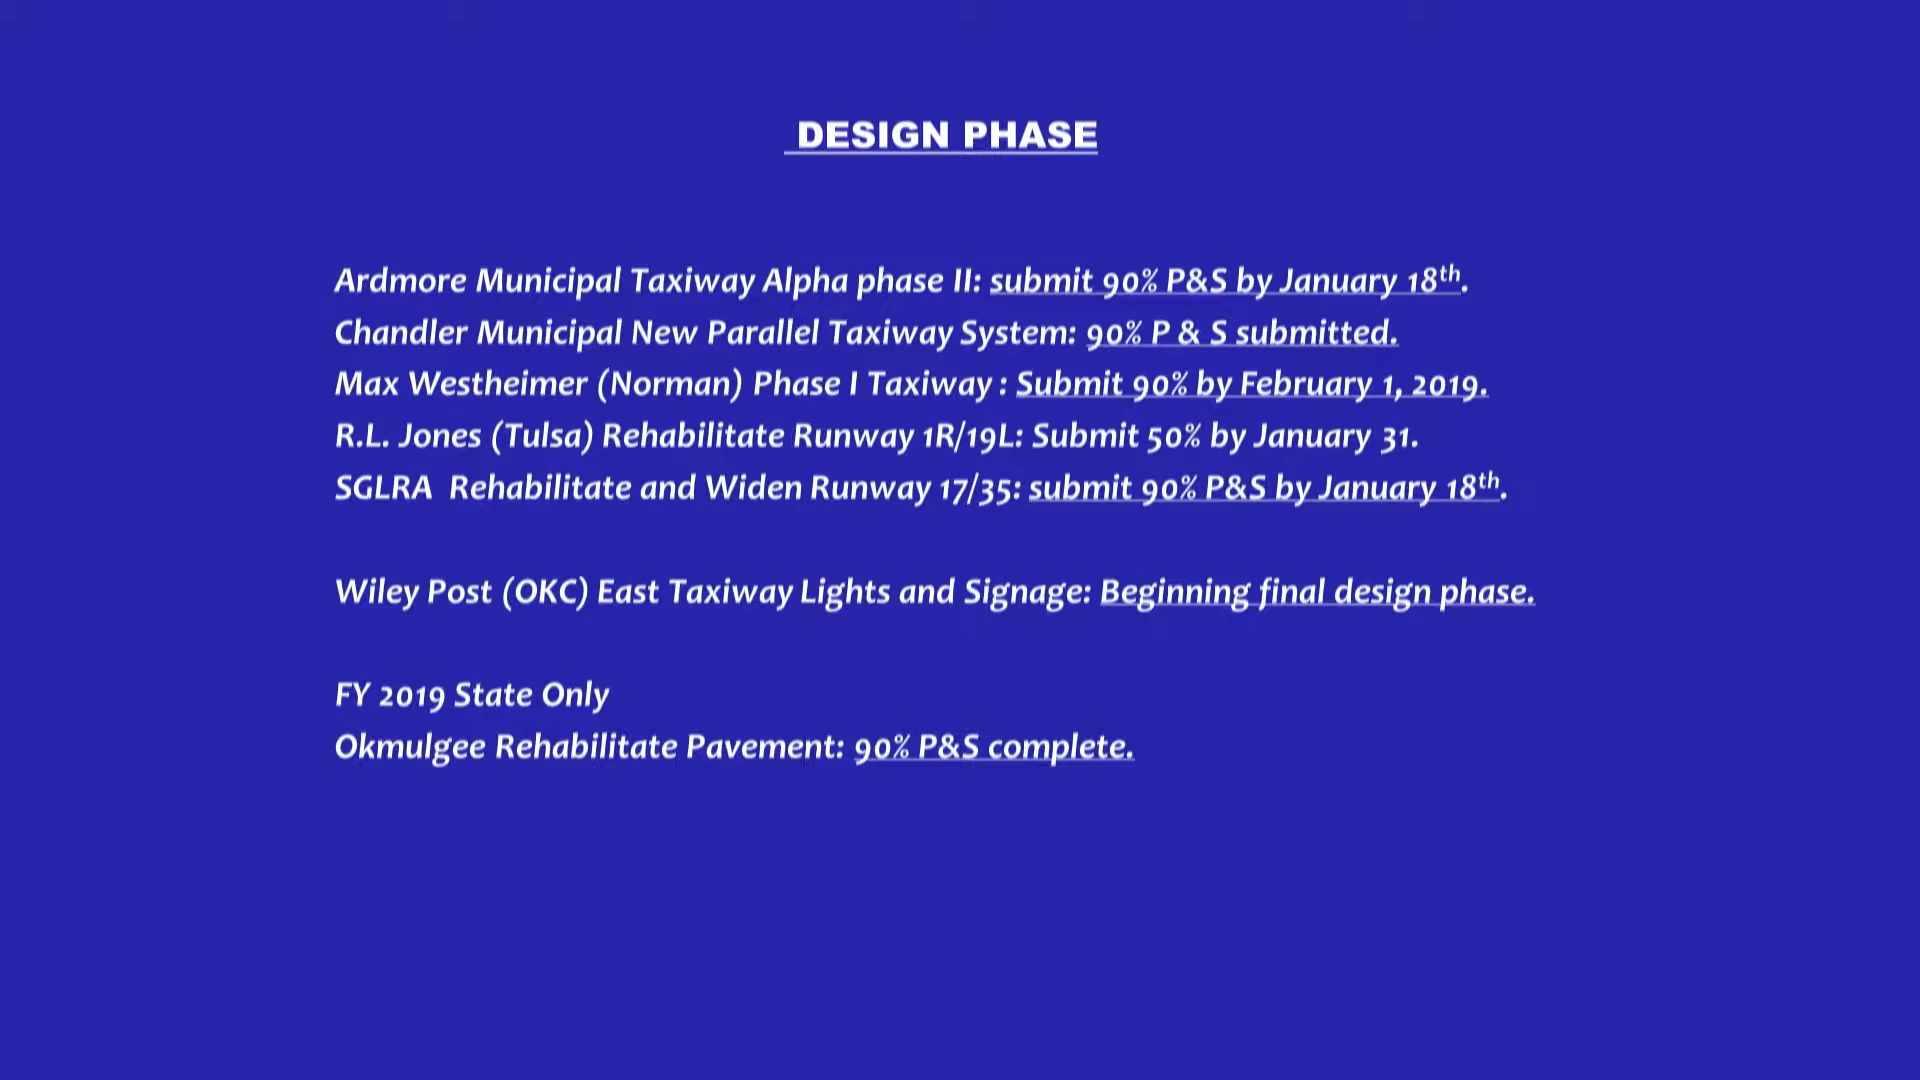 DESIGN PHASE
Ardmore Municipal Taxiway Alpha phase II: submit 90% P&S by January 18th.
Chandler Municipal New Parallel Taxiway System: 90% P & S submitted.
Max Westheimer (Norman) Phase I Taxiway : Submit 90% by February 1, 2019.
R.L. Jones (Tulsa) Rehabilitate Runway 1R/19L: Submit 50% by January 31.
SGLRA  Rehabilitate and Widen Runway 17/35: submit 90% P&S by January 18th.
Wiley Post (OKC) East Taxiway Lights and Signage: Beginning final design phase.
FY 2019 State Only
Okmulgee Rehabilitate Pavement: 90% P&S complete.